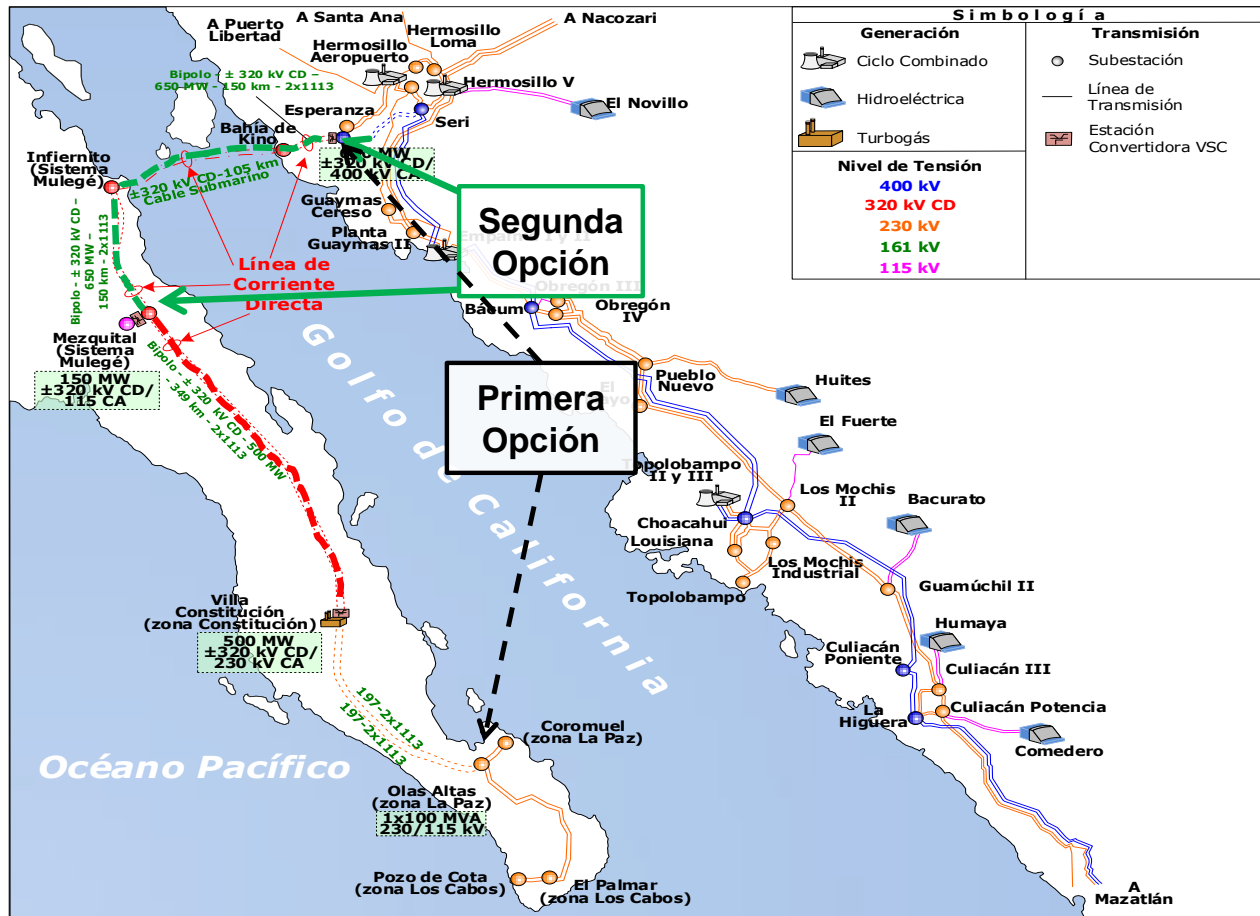 Simbología
Generación
Ciclo Combinado
Hidroeléctrica
Turbogás
Transmisión
Subestación
Línea de
Transmisión
Estación
Convertidora VSC
Nivel de Tensión
400 kV
320 kV CD
230 kV
161 kV
115 kV
A Santa Ana
A Nacozari
A Puerto
Libertad
Hermosillo
Loma
Hermosillo
Aeropuerto
Bipolo - ± 320 kV CD –
650 MW – 150 km - 2x1113
Hermosillo V
El Novillo
Esperanza
Seri
Bahía de
Kino
MW
±320 kV CD/
400 kV CA
Infiernito
(Sistema
Mulegé)
±320 kV CD-105 km
Cable Submarino
Guaymas
Cereso
Planta
Guaymas II
Segunda
Opción
Bipolo - ± 320 kV CD –
650 MW –
150 km - 2x1113
Línea de
Corriente
Directa
Empalme I y II
Obregón III
Obregón
IV
Bácum
Mezquital
(Sistema
Mulegé)
150 MW
±320 kV CD/
115 CA
Bipolo - ± 320 kV CD - 500 MW
- 349 km - 2x1113
Golfo de California
Primera
Opción
Pueblo
Nuevo
El
yo
Huites
El Fuerte
Topolobampo
II y III
Los Mochis
II
Bacurato
Choacahui
Louisiana
Los Mochis
Industrial
Topolobampo
Guamúchil II
Villa
Constitución
(zona Constitución)
500 MW
±320 kV CD/
230 kV CA
Humaya
Culiacán
Poniente
Culiacán III
La
Higuera
Culiacán Potencia
Comedero
197-2x1113
197-2x1113
Coromuel
(zona La Paz)
Océano Pacífico
Olas Altas
(zona La Paz)
1x100 MVA
230/115 kV
Pozo de Cota
(zona Los Cabos)
El Palmar
(zona Los Cabos)
A
Mazatlán